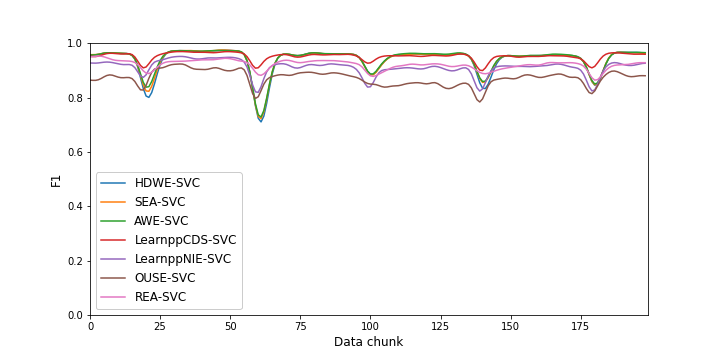 1.0
0.8
0.6
0.4
0.2
0.0
F1
HDWE-SVC
SEA-SVC
AWE-SVC
LearnppCDS-SVC
LearnppNIE-SVC
OUSE-SVC
REA-SVC
0 25 50 75 100 125 150 175
Data chunk